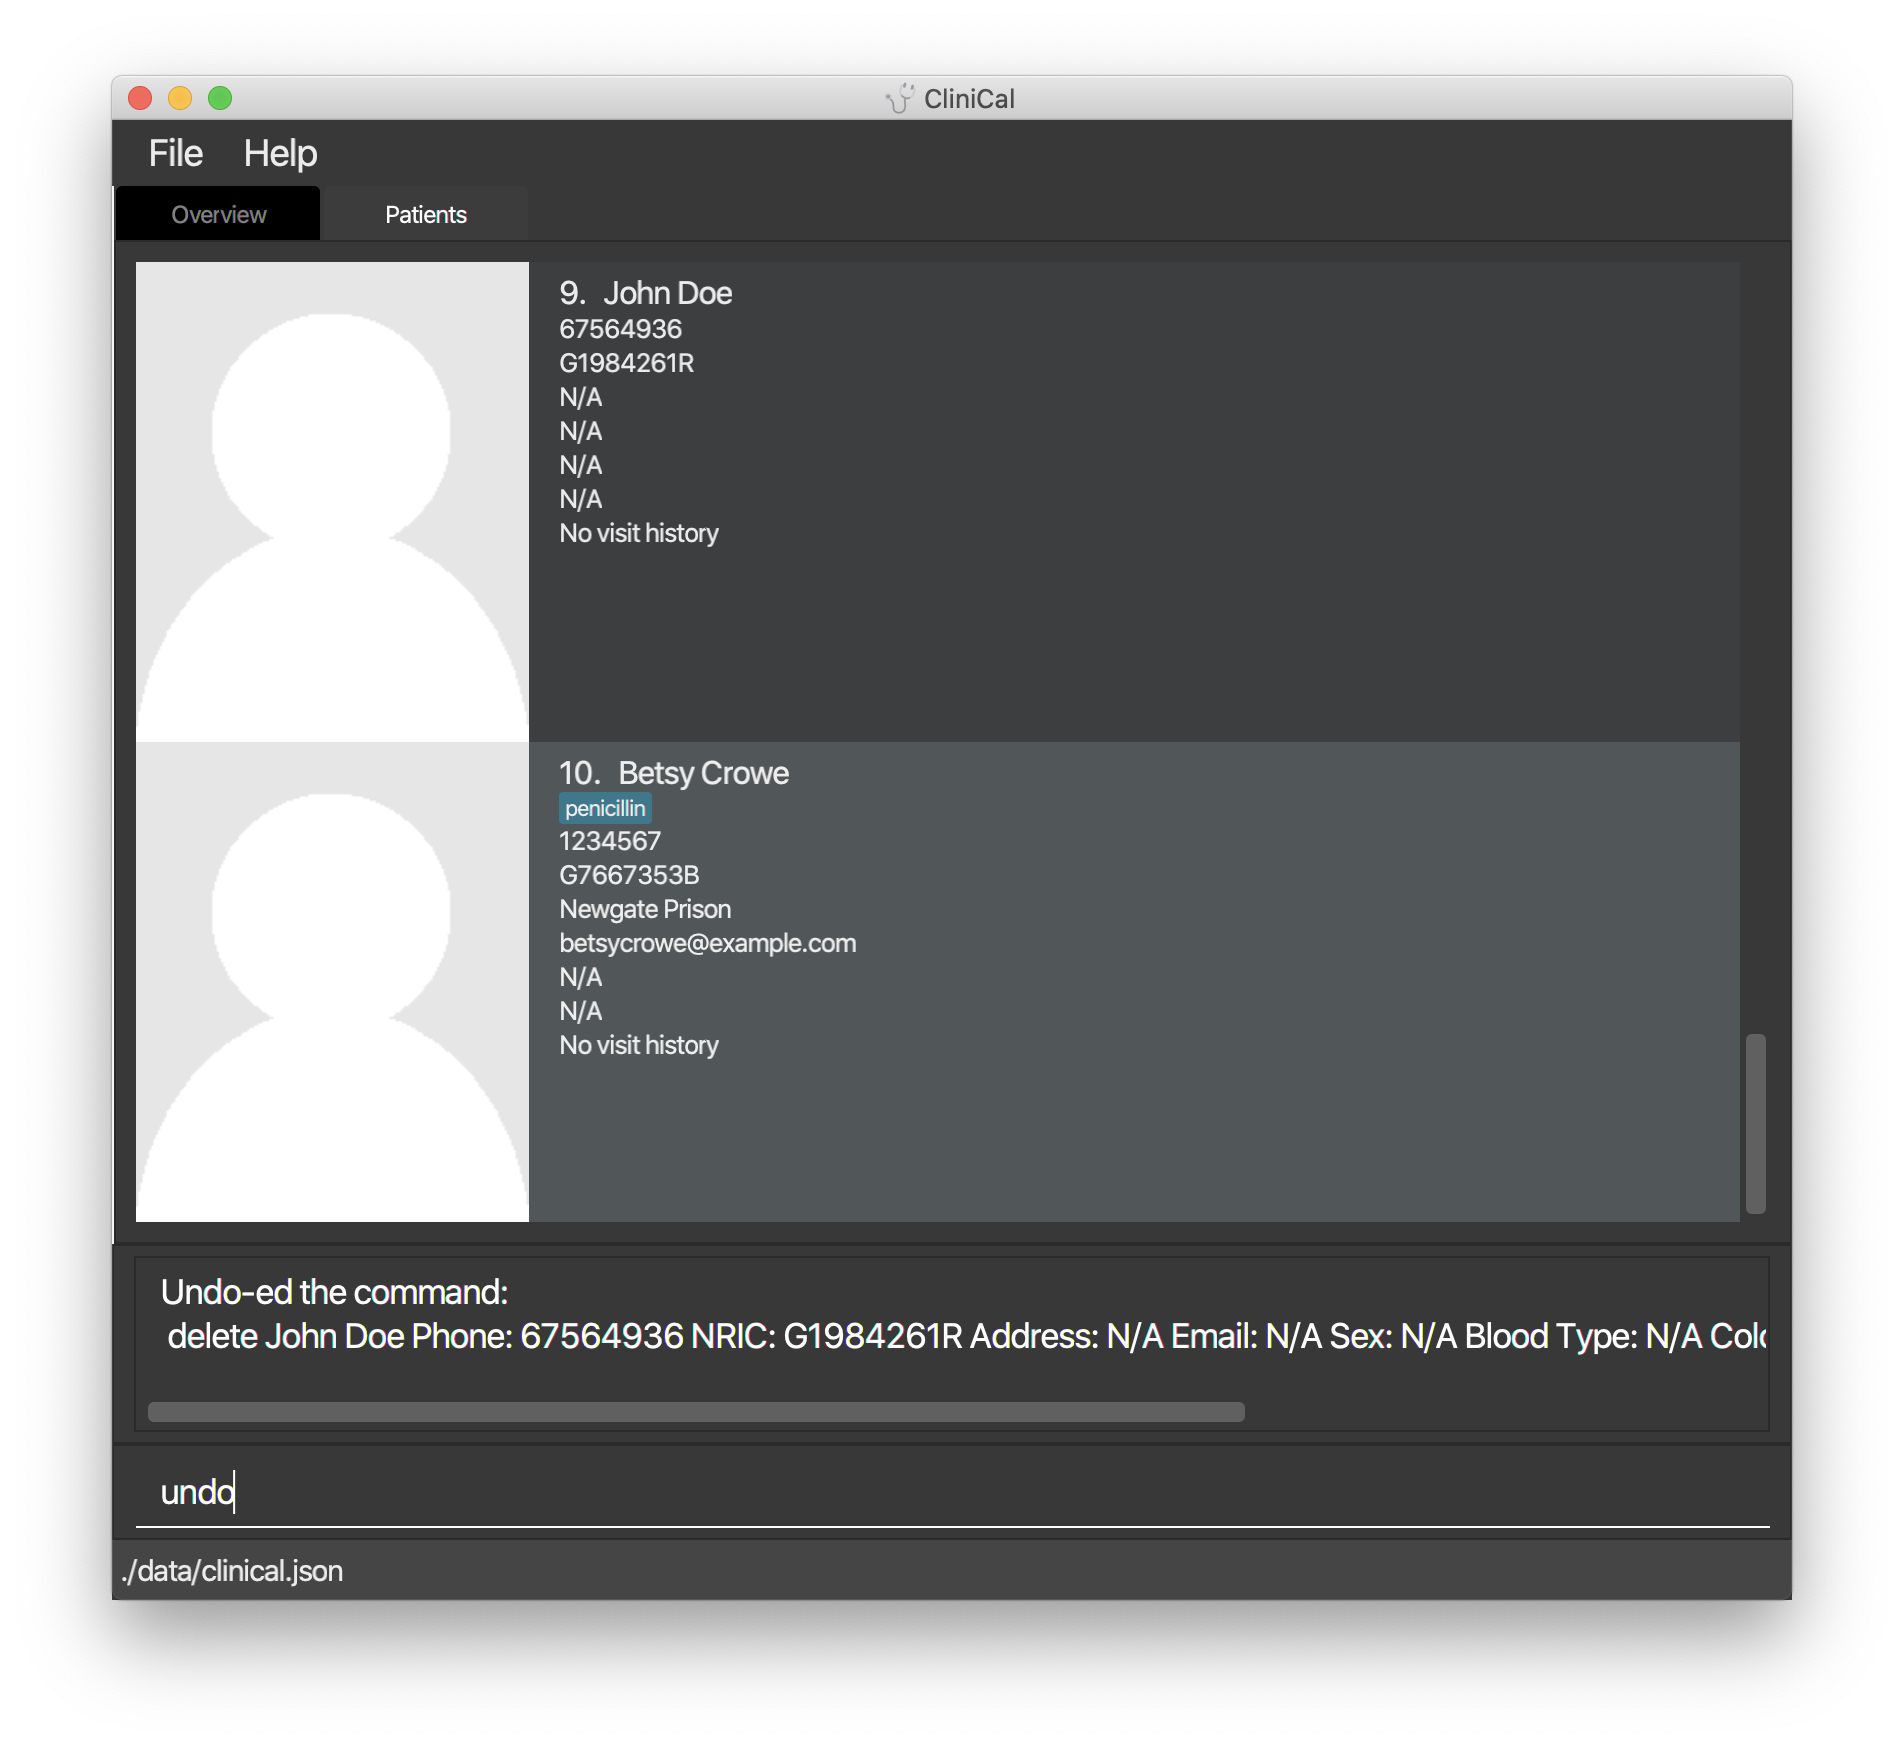 CliniCal
File Help
Overview Patients
9. John Doe
67564936
G1984261R
N/A
N/A
N/A
N/A
No visit history
10. Betsy Crowe
penicillin
1234567
G7667353B
Newgate Prison
betsycrowe@example.com
N/A
N/A
No visit history
Undo-ed the command:
delete John Doe Phone: 67564936 NRIC: G1984261R Address: N/A Email: N/A Sex: N/A Blood Type: N/A
undo
./data/clinical.json